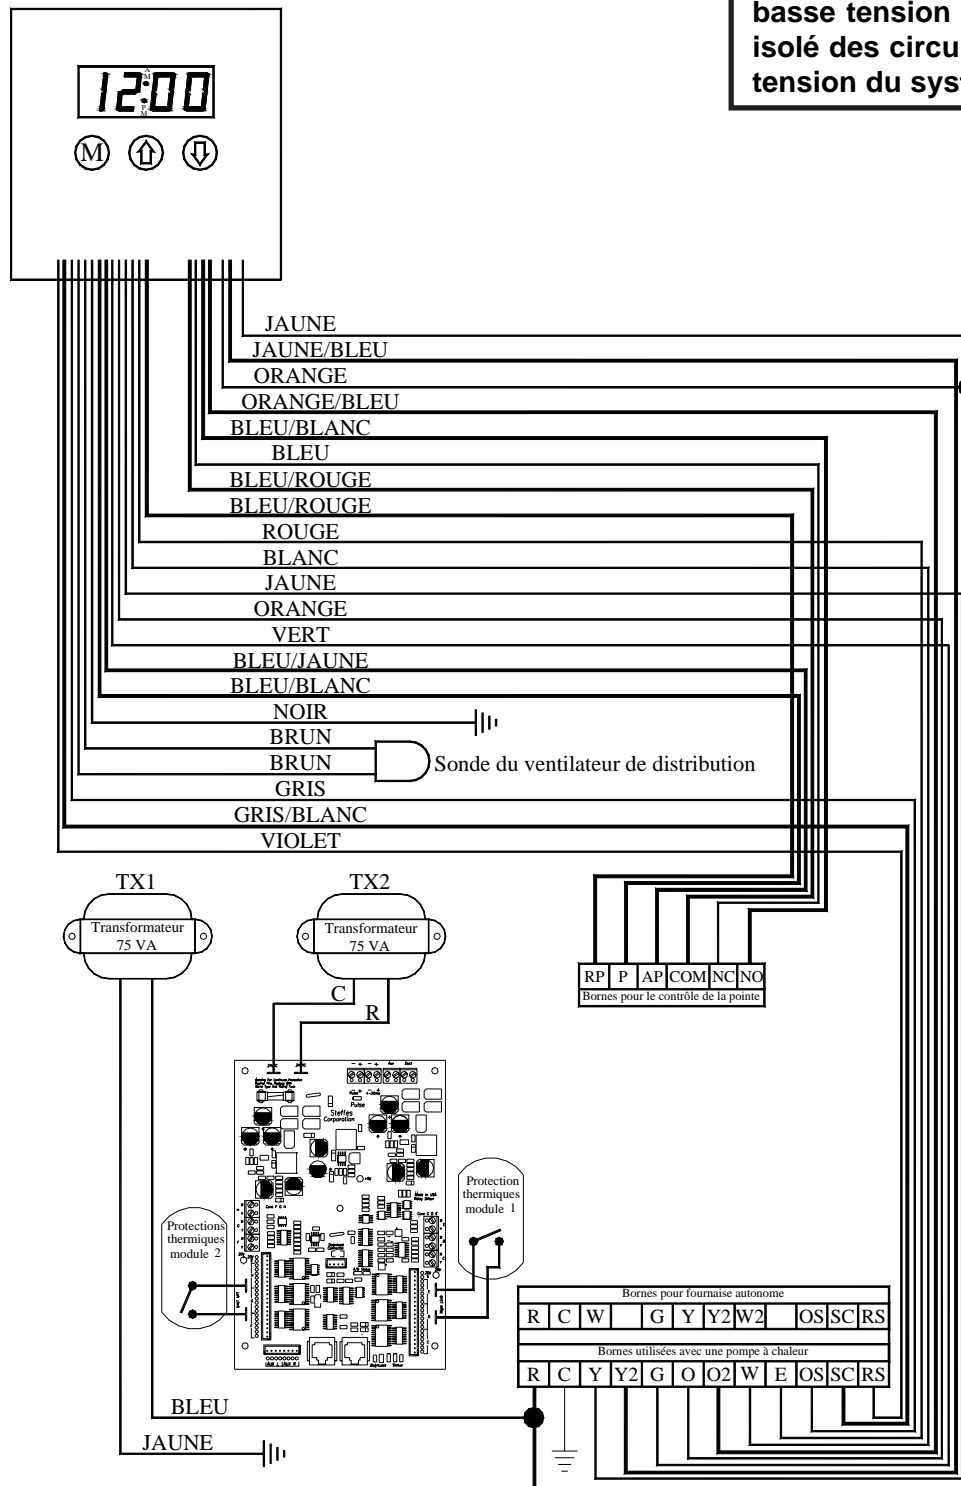 basse tension
isolé des circu
tension du sys
12:00
AM
PM
M
JAUNE
JAUNE/BLEU
ORANGE
ORANGE/BLEU
BLEU/BLANC
BLEU
BLEU/ROUGE
BLEU/ROUGE
ROUGE
BLANC
JAUNE
ORANGE
VERT
BLEU/JAUNE
BLEU/BLANC
NOIR
BRUN
BRUN
Sonde du ventilateur de distribution
GRIS
GRIS/BLANC
VIOLET
TX1 TX2
Transformateur
75 VA
Transformateur
75 VA
C
R
RP P AP COM NC NO
Bornes pour le contrôle de la pointe
Pulse
Steffes
Corporation
Protection
thermiques
module 1
Protections
thermiques
module 2
Bornes pour fournaise autonome
R C W G Y Y2 W2 OS SC RS
Bornes utilisées avec une pompe à chaleur
R C Y Y2 G O O2 W E OS SC RS
BLEU
JAUNE